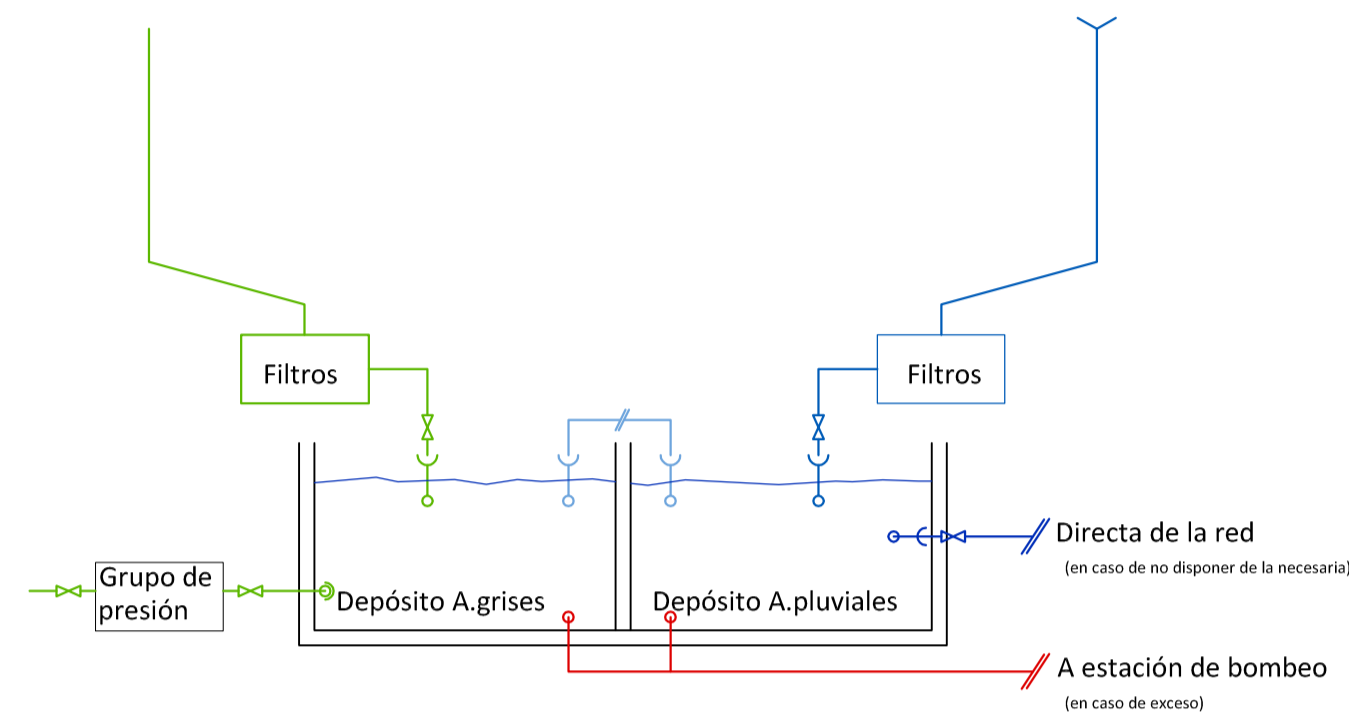 Filtros
Filtros
Directa de la red
(en caso de no disponer de la necesaria)
Grupo de
presión
Depósito A.grises
Depósito A.pluviales
A estación de bombeo
(en caso de exceso)